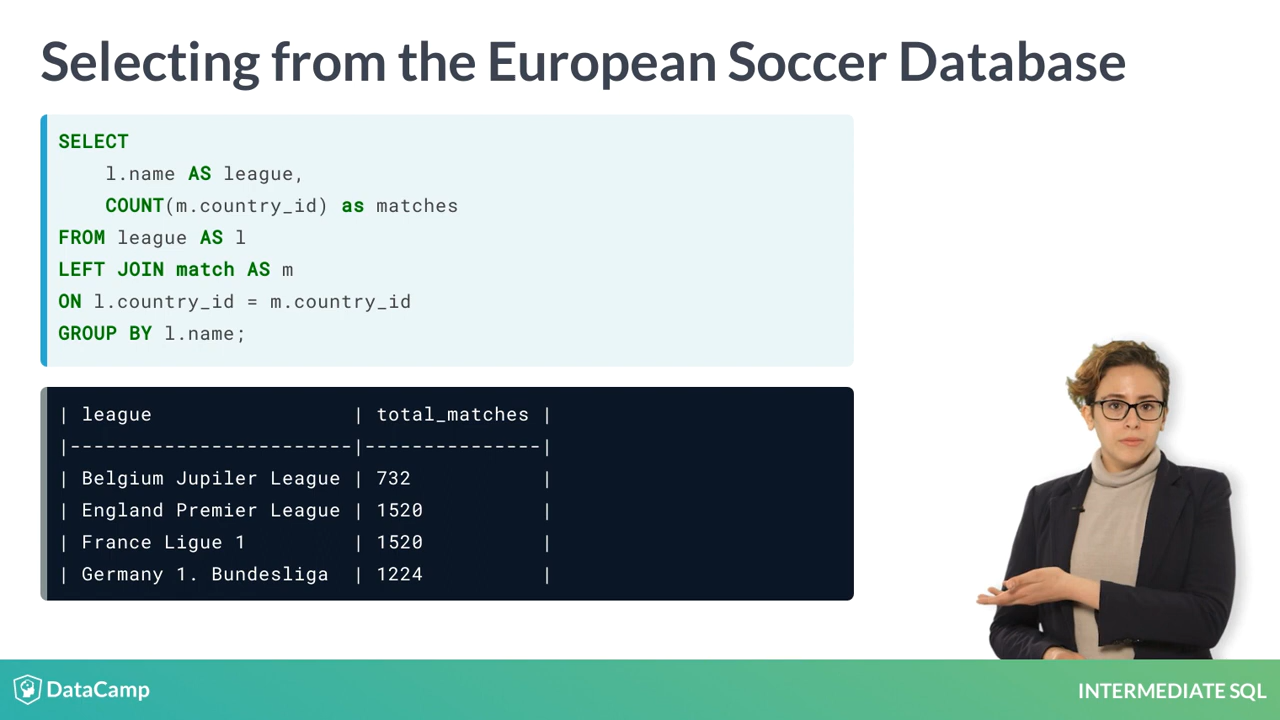 Selecting from the European Soccer Database
SELECT
    l.name AS league,
    COUNT(m.country_id) as matches
FROM league AS l
LEFT JOIN match AS m
ON l.country_id = m.country_id
GROUP BY l.name;
| league                 | total_matches |
|------------------------|---------------|
| Belgium Jupiler League | 732           |
| England Premier League | 1520          |
| France Ligue 1         | 1520          |
| Germany 1. Bundesliga  | 1224          |
DataCamp
INTERMEDIATE SQL